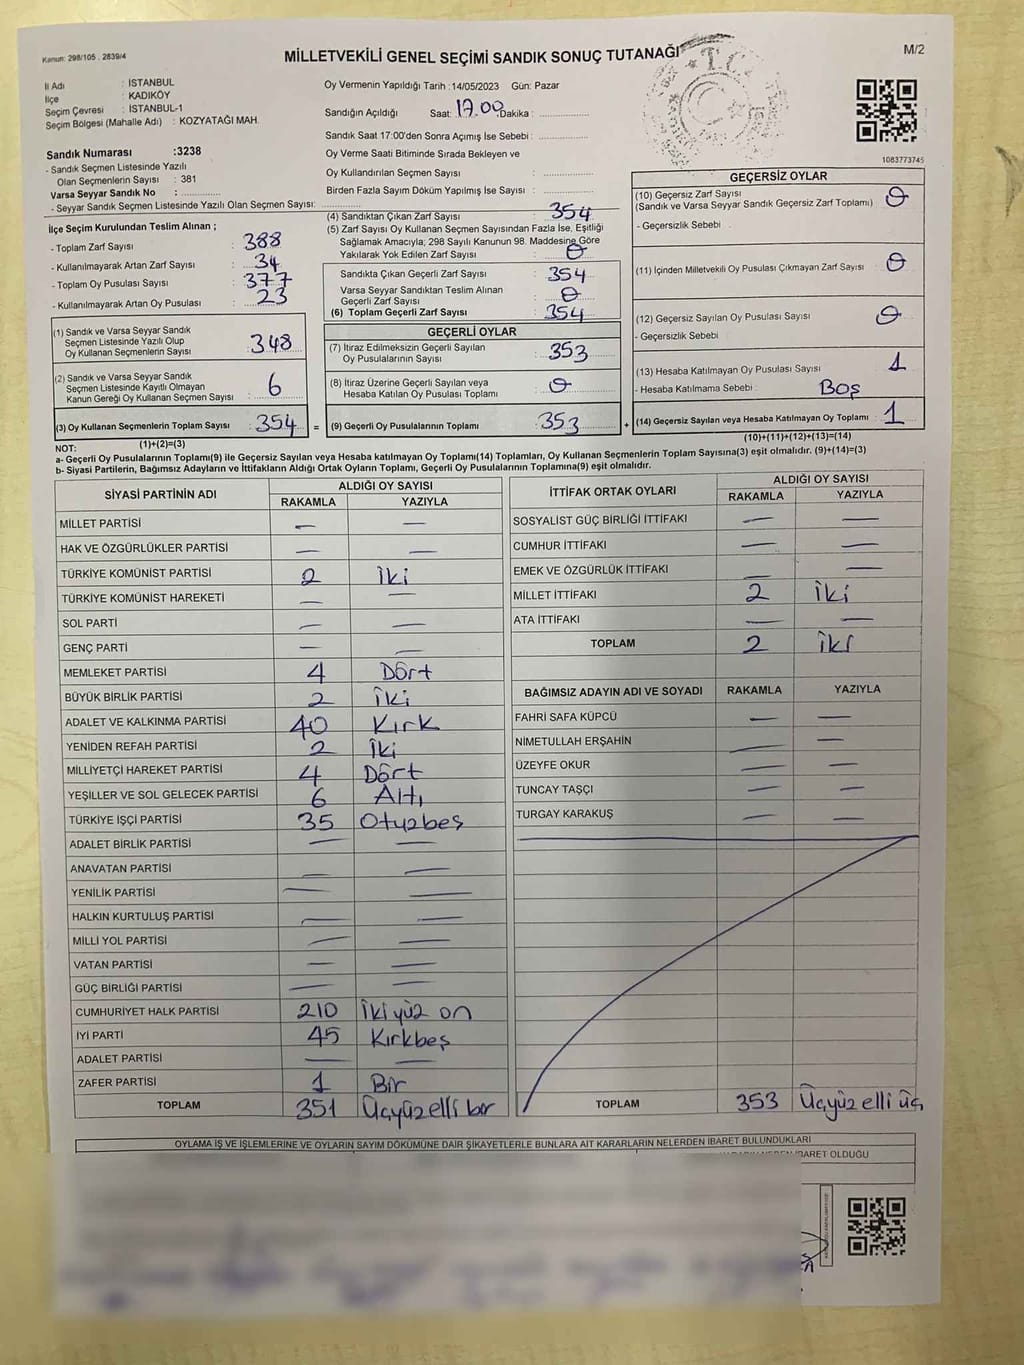 Kanun: 298/105 . 2839/4
MİLLETVEKİLİ GENEL SEÇİMİ SANDIK SONUÇ TUTANAĞI
M/2
T.C.
İl Adı : İSTANBUL
İlçe : KADIKÖY
Seçim Çevresi : İSTANBUL-1
Seçim Bölgesi (Mahalle Adı) : KOZYATAĞI MAH.
Sandık Numarası :3238
- Sandık Seçmen Listesinde Yazılı
Olan Seçmenlerin Sayısı : 381
Varsa Seyyar Sandık No : ............
- Seyyar Sandık Seçmen Listesinde Yazılı Olan Seçmen Sayısı: ............
Oy Vermenin Yapıldığı Tarih :14/05/2023 Gün: Pazar
Sandığın Açıldığı Saat: 17.00 Dakika : ............
Sandık Saat 17:00'den Sonra Açımış İse Sebebi : ............
Oy Verme Saati Bitiminde Sırada Bekleyen ve
Oy Kullandırılan Seçmen Sayısı : ............
Birden Fazla Sayım Döküm Yapılmış İse Sayısı : ............
1083773745
İlçe Seçim Kurulundan Teslim Alınan ;
- Toplam Zarf Sayısı : 388
- Kullanılmayarak Artan Zarf Sayısı : 34
- Toplam Oy Pusulası Sayısı : 377
- Kullanılmayarak Artan Oy Pusulası : 23
(1) Sandık ve Varsa Seyyar Sandık
Seçmen Listesinde Yazılı Olup
Oy Kullanan Seçmenlerin Sayısı : 348
(2) Sandık ve Varsa Seyyar Sandık
Seçmen Listesinde Kayıtlı Olmayan
Kanun Gereği Oy Kullanan Seçmen Sayısı : 6
(3) Oy Kullanan Seçmenlerin Toplam Sayısı : 354 =
(1)+(2)=(3)
(4) Sandıktan Çıkan Zarf Sayısı : 354
(5) Zarf Sayısı Oy Kullanan Seçmen Sayısından Fazla İse, Eşitliği
Sağlamak Amacıyla; 298 Sayılı Kanunun 98. Maddesine Göre
Yakılarak Yok Edilen Zarf Sayısı : 0
Sandıkta Çıkan Geçerli Zarf Sayısı : 354
Varsa Seyyar Sandıktan Teslim Alınan
Geçerli Zarf Sayısı : 0
(6) Toplam Geçerli Zarf Sayısı : 354
GEÇERLİ OYLAR
(7) İtiraz Edilmeksizin Geçerli Sayılan
Oy Pusulalarının Sayısı : 353
(8) İtiraz Üzerine Geçerli Sayılan veya
Hesaba Katılan Oy Pusulası Toplamı : 0
(9) Geçerli Oy Pusulalarının Toplamı : 353 +
GEÇERSİZ OYLAR
(10) Geçersiz Zarf Sayısı
(Sandık ve Varsa Seyyar Sandık Geçersiz Zarf Toplamı) : 0
- Geçersizlik Sebebi :
(11) İçinden Milletvekili Oy Pusulası Çıkmayan Zarf Sayısı : 0
(12) Geçersiz Sayılan Oy Pusulası Sayısı : 0
- Geçersizlik Sebebi :
(13) Hesaba Katılmayan Oy Pusulası Sayısı : 1
- Hesaba Katılmama Sebebi : Boş
(14) Geçersiz Sayılan veya Hesaba Katılmayan Oy Toplamı : 1
(10)+(11)+(12)+(13)=(14)
NOT:
a- Geçerli Oy Pusulalarının Toplamı(9) ile Geçersiz Sayılan veya Hesaba katılmayan Oy Toplamı(14) Toplamları, Oy Kullanan Seçmenlerin Toplam Sayısına(3) eşit olmalıdır. (9)+(14)=(3)
b- Siyasi Partilerin, Bağımsız Adayların ve İttifakların Aldığı Ortak Oyların Toplamı, Geçerli Oy Pusulalarının Toplamına(9) eşit olmalıdır.
SİYASİ PARTİNİN ADI ALDIĞI OY SAYISI
RAKAMLA YAZIYLA
MİLLET PARTİSİ — —
HAK VE ÖZGÜRLÜKLER PARTİSİ — —
TÜRKİYE KOMÜNİST PARTİSİ 2 İki
TÜRKİYE KOMÜNİST HAREKETİ — —
SOL PARTİ — —
GENÇ PARTİ — —
MEMLEKET PARTİSİ 4 Dört
BÜYÜK BİRLİK PARTİSİ 2 İki
ADALET VE KALKINMA PARTİSİ 40 Kırk
YENİDEN REFAH PARTİSİ 2 İki
MİLLİYETÇİ HAREKET PARTİSİ 4 Dört
YEŞİLLER VE SOL GELECEK PARTİSİ 6 Altı
TÜRKİYE İŞÇİ PARTİSİ 35 Otuzbeş
ADALET BİRLİK PARTİSİ — —
ANAVATAN PARTİSİ — —
YENİLİK PARTİSİ — —
HALKIN KURTULUŞ PARTİSİ — —
MİLLİ YOL PARTİSİ — —
VATAN PARTİSİ — —
GÜÇ BİRLİĞİ PARTİSİ — —
CUMHURİYET HALK PARTİSİ 210 İkiyüz on
İYİ PARTİ 45 Kırkbeş
ADALET PARTİSİ — —
ZAFER PARTİSİ 1 Bir
TOPLAM 351 Üçyüzelli bir
İTTİFAK ORTAK OYLARI ALDIĞI OY SAYISI
RAKAMLA YAZIYLA
SOSYALİST GÜÇ BİRLİĞİ İTTİFAKI — —
CUMHUR İTTİFAKI — —
EMEK VE ÖZGÜRLÜK İTTİFAKI — —
MİLLET İTTİFAKI 2 İki
ATA İTTİFAKI — —
TOPLAM 2 İki
BAĞIMSIZ ADAYIN ADI VE SOYADI RAKAMLA YAZIYLA
FAHRİ SAFA KÜPCÜ — —
NİMETULLAH ERŞAHİN — —
ÜZEYFE OKUR — —
TUNCAY TAŞÇI — —
TURGAY KARAKUŞ — —
TOPLAM 353 Üçyüz elli üç
OYLAMA İŞ VE İŞLEMLERİNE VE OYLARIN SAYIM DÖKÜMÜNE DAİR ŞİKAYETLERLE BUNLARA AİT KARARLARIN NELERDEN İBARET BULUNDUKLARI
İBARET OLDUĞU